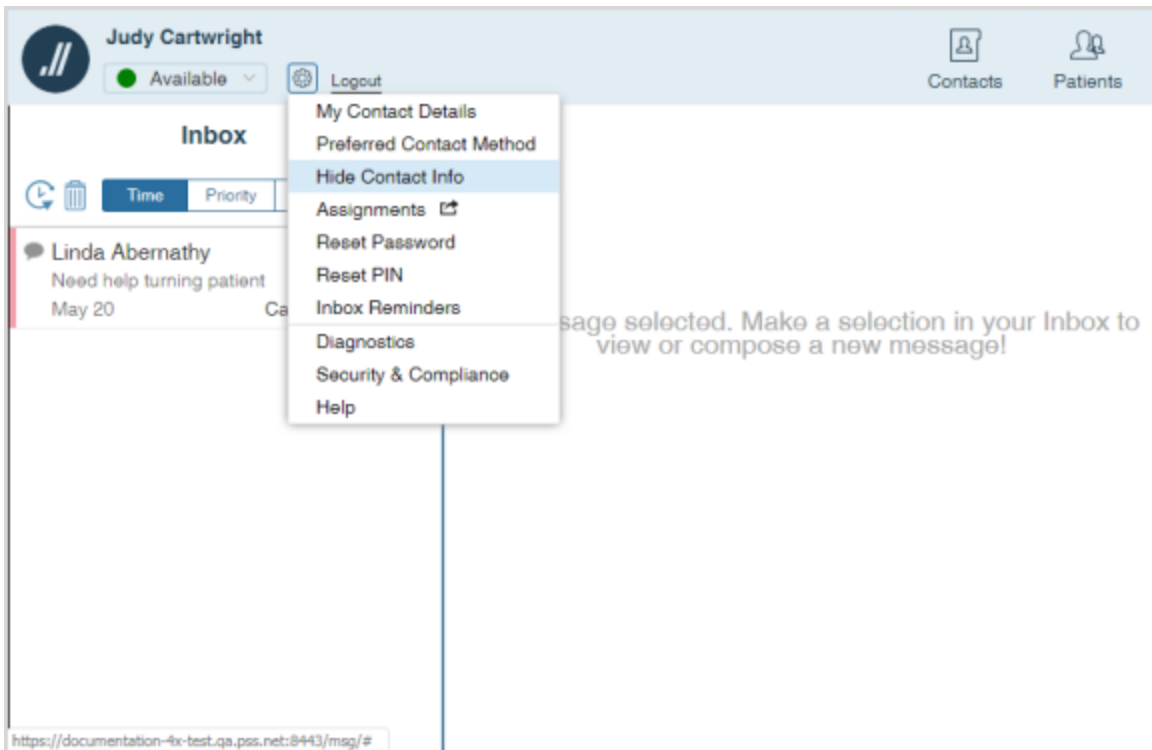 Judy Cartwright
Available
Logout
Contacts
Patients
Inbox
Time
Priority
Linda Abernathy
Need help turning patient
May 20
Ca
My Contact Details
Preferred Contact Method
Hide Contact Info
Assignments
Reset Password
Reset PIN
Inbox Reminders
Diagnostics
Security & Compliance
Help
sage selected. Make a selection in your Inbox to
view or compose a new message!
https://documentation-4x-test.qa.pss.net:8443/msg/#